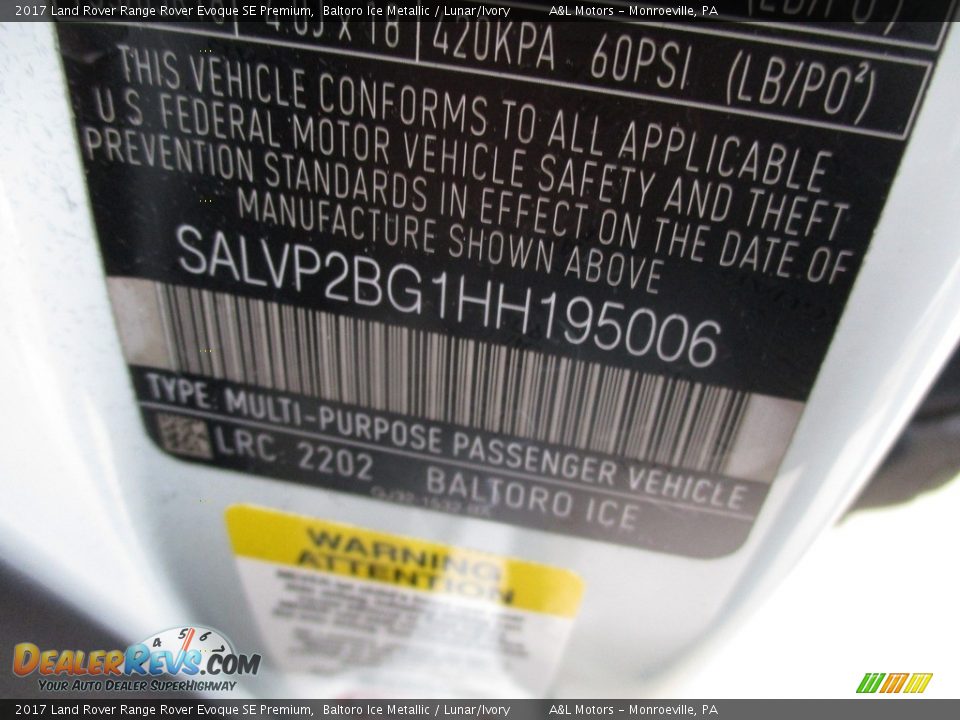 2017 Land Rover Range Rover Evoque SE Premium, Baltoro Ice Metallic / Lunar/Ivory A&L Motors - Monroeville, PA
420KPA 60PSI (LB/PO²)
THIS VEHICLE CONFORMS TO ALL APPLICABLE
U.S. FEDERAL MOTOR VEHICLE SAFETY AND THEFT
PREVENTION STANDARDS IN EFFECT ON THE DATE OF
MANUFACTURE SHOWN ABOVE
SALVP2BG1HH195006
TYPE: MULTI-PURPOSE PASSENGER VEHICLE
LRC 2202 BALTORO ICE
WARNING
ATTENTION
4 5 6
DEALERREVS.COM
YOUR AUTO DEALER SUPERHIGHWAY
2017 Land Rover Range Rover Evoque SE Premium, Baltoro Ice Metallic / Lunar/Ivory A&L Motors - Monroeville, PA